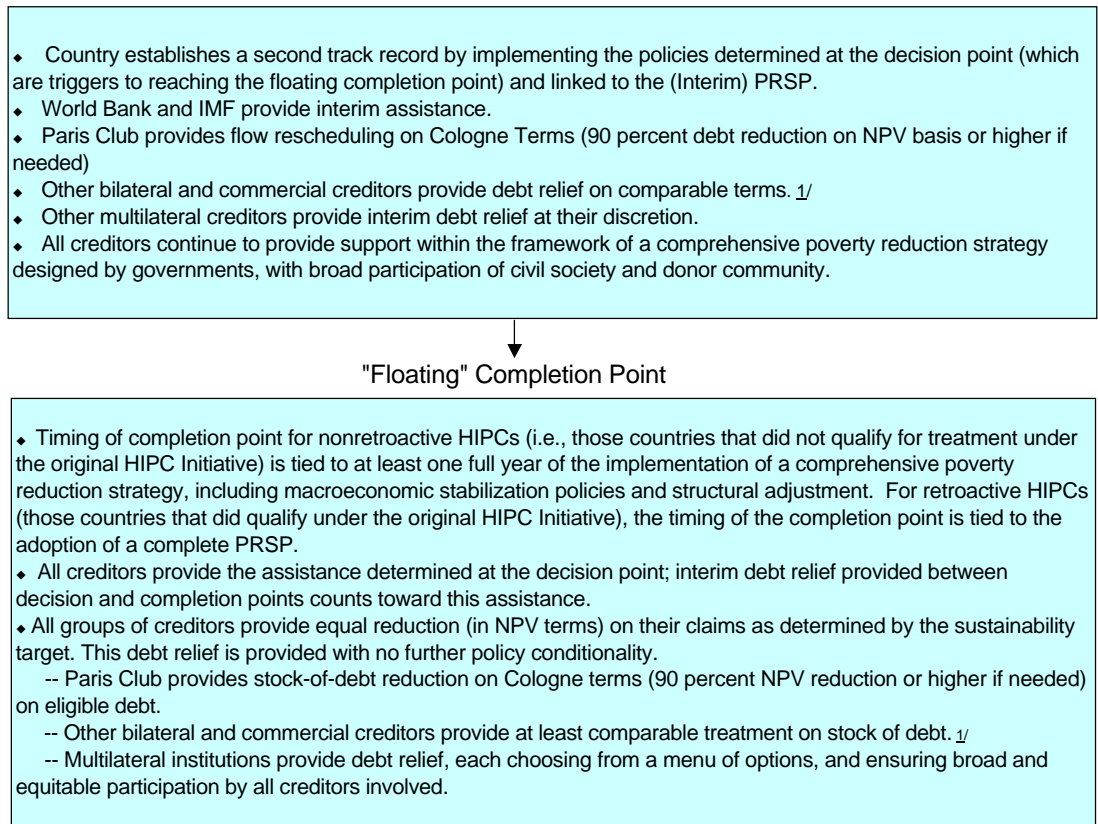 ◆ Country establishes a second track record by implementing the policies determined at the decision point (which
are triggers to reaching the floating completion point) and linked to the (Interim) PRSP.
◆ World Bank and IMF provide interim assistance.
◆ Paris Club provides flow rescheduling on Cologne Terms (90 percent debt reduction on NPV basis or higher if
needed)
◆ Other bilateral and commercial creditors provide debt relief on comparable terms. 1/
◆ Other multilateral creditors provide interim debt relief at their discretion.
◆ All creditors continue to provide support within the framework of a comprehensive poverty reduction strategy
designed by governments, with broad participation of civil society and donor community.
"Floating" Completion Point
◆ Timing of completion point for nonretroactive HIPCs (i.e., those countries that did not qualify for treatment under
the original HIPC Initiative) is tied to at least one full year of the implementation of a comprehensive poverty
reduction strategy, including macroeconomic stabilization policies and structural adjustment. For retroactive HIPCs
(those countries that did qualify under the original HIPC Initiative), the timing of the completion point is tied to the
adoption of a complete PRSP.
◆ All creditors provide the assistance determined at the decision point; interim debt relief provided between
decision and completion points counts toward this assistance.
◆ All groups of creditors provide equal reduction (in NPV terms) on their claims as determined by the sustainability
target. This debt relief is provided with no further policy conditionality.
-- Paris Club provides stock-of-debt reduction on Cologne terms (90 percent NPV reduction or higher if needed)
on eligible debt.
-- Other bilateral and commercial creditors provide at least comparable treatment on stock of debt. 1/
-- Multilateral institutions provide debt relief, each choosing from a menu of options, and ensuring broad and
equitable participation by all creditors involved.